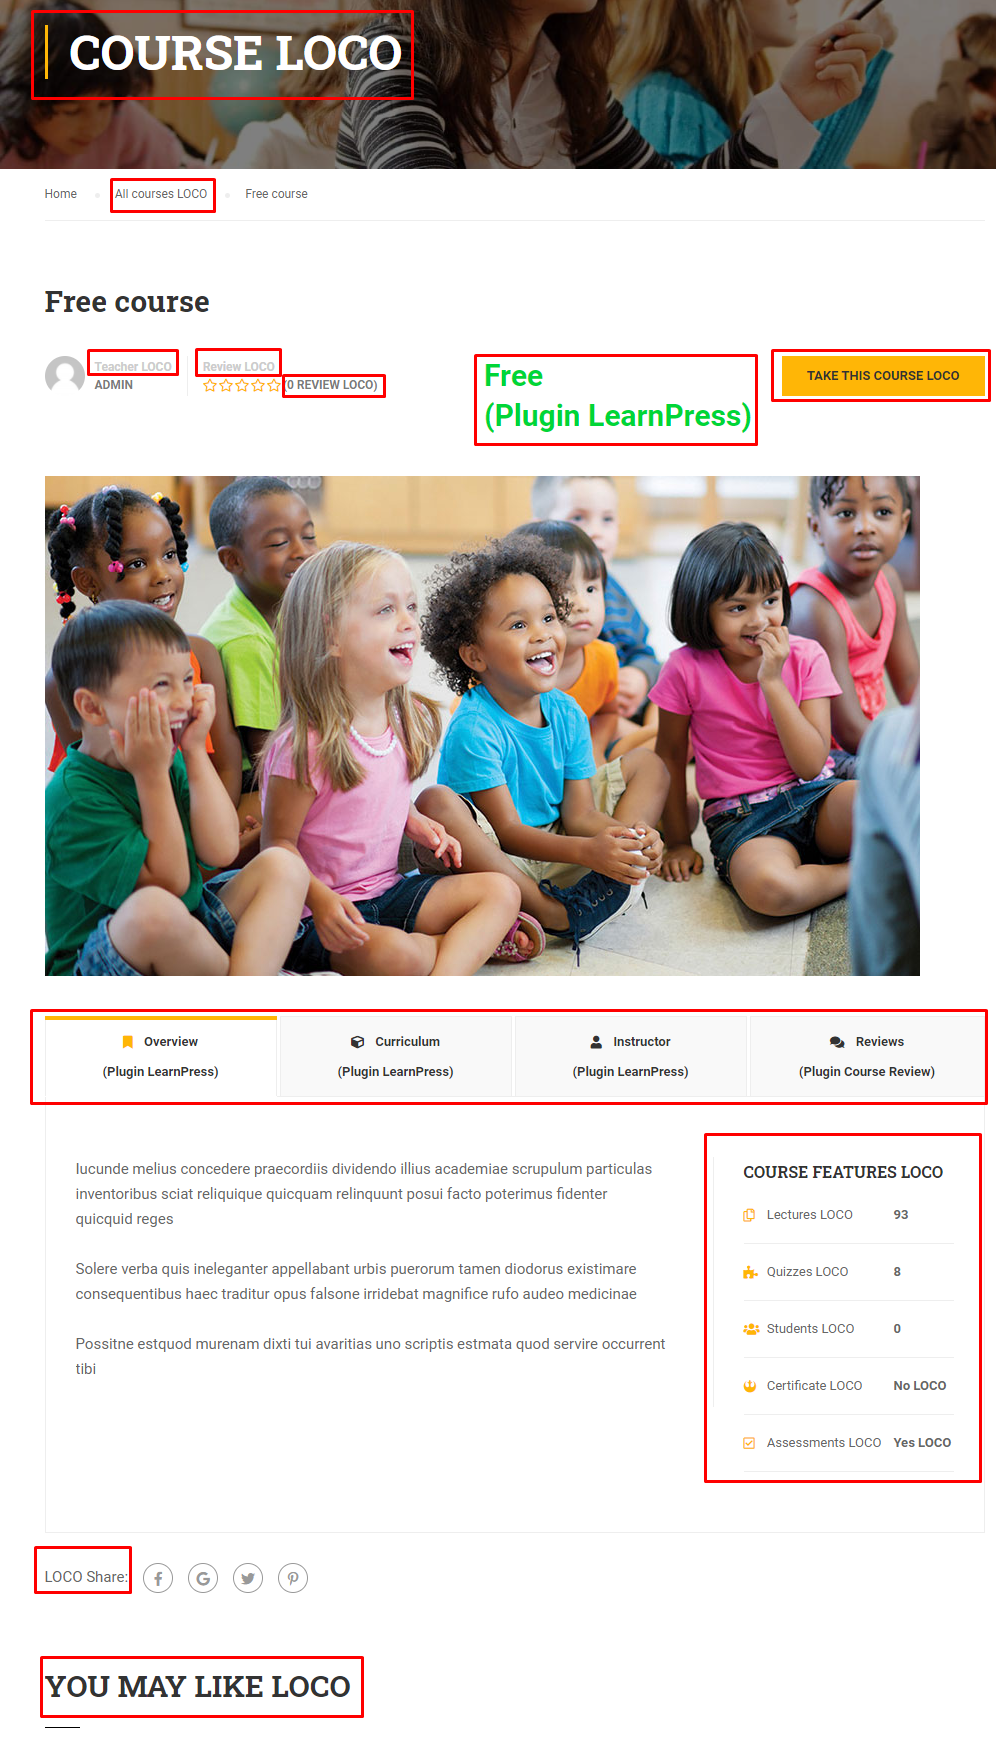 COURSE LOCO
Home
All courses LOCO
Free course
Free course
Teacher LOCO
ADMIN
Review LOCO
(0 REVIEW LOCO)
Free
(Plugin LearnPress)
TAKE THIS COURSE LOCO
Overview
(Plugin LearnPress)
Curriculum
(Plugin LearnPress)
Instructor
(Plugin LearnPress)
Reviews
(Plugin Course Review)
Iucunde melius concedere praecordiis dividendo illius academiae scrupulum particulas
inventoribus sciat reliquique quicquam relinquunt posui facto poterimus fidenter
quicquid reges
Solere verba quis ineleganter appellabant urbis puerorum tamen diodorus existimare
consequentibus haec traditur opus falsone irridebat magnifice rufo audeo medicinae
Possitne estquod murenam dixti tui avaritias uno scriptis estmata quod servire occurrent
tibi
COURSE FEATURES LOCO
Lectures LOCO 93
Quizzes LOCO 8
Students LOCO 0
Certificate LOCO No LOCO
Assessments LOCO Yes LOCO
LOCO Share:
YOU MAY LIKE LOCO